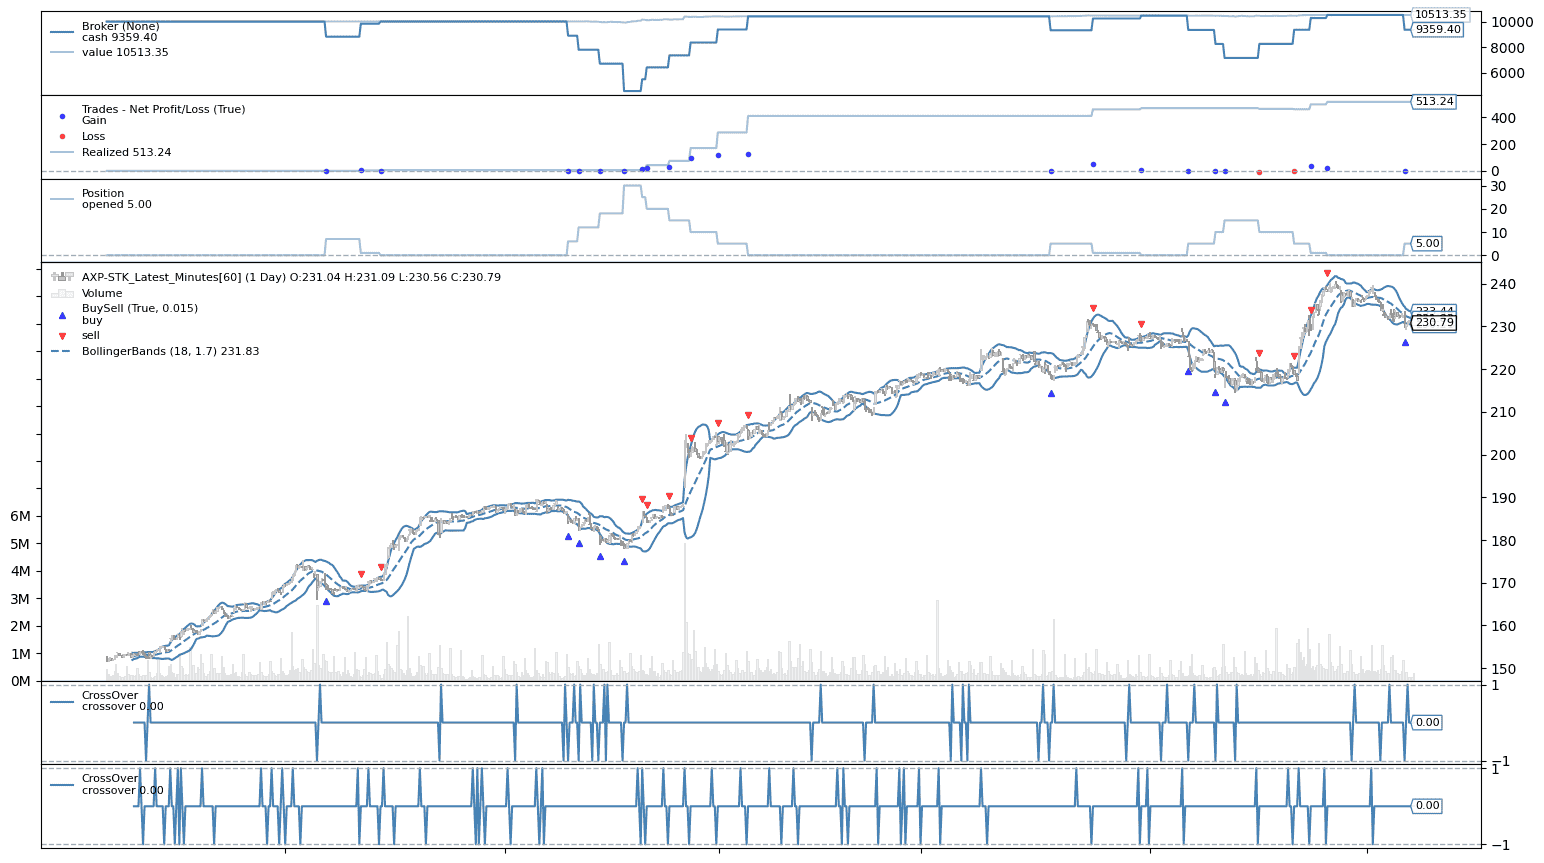 Broker (None)
cash 9359.40
value 10513.35
10513.35
10000
9359.40
8000
6000
Trades - Net Profit/Loss (True)
Gain
Loss
Realized 513.24
513.24
400
200
0
Position
opened 5.00
30
20
10
5.00
0
AXP-STK_Latest_Minutes[60] (1 Day) O:231.04 H:231.09 L:230.56 C:230.79
Volume
BuySell (True, 0.015)
buy
sell
BollingerBands (18, 1.7) 231.83
240
233.44
230.79
230
220
210
200
190
180
170
160
150
6M
5M
4M
3M
2M
1M
0M
CrossOver
crossover 0.00
1
0.00
−1
CrossOver
crossover 0.00
1
0.00
−1